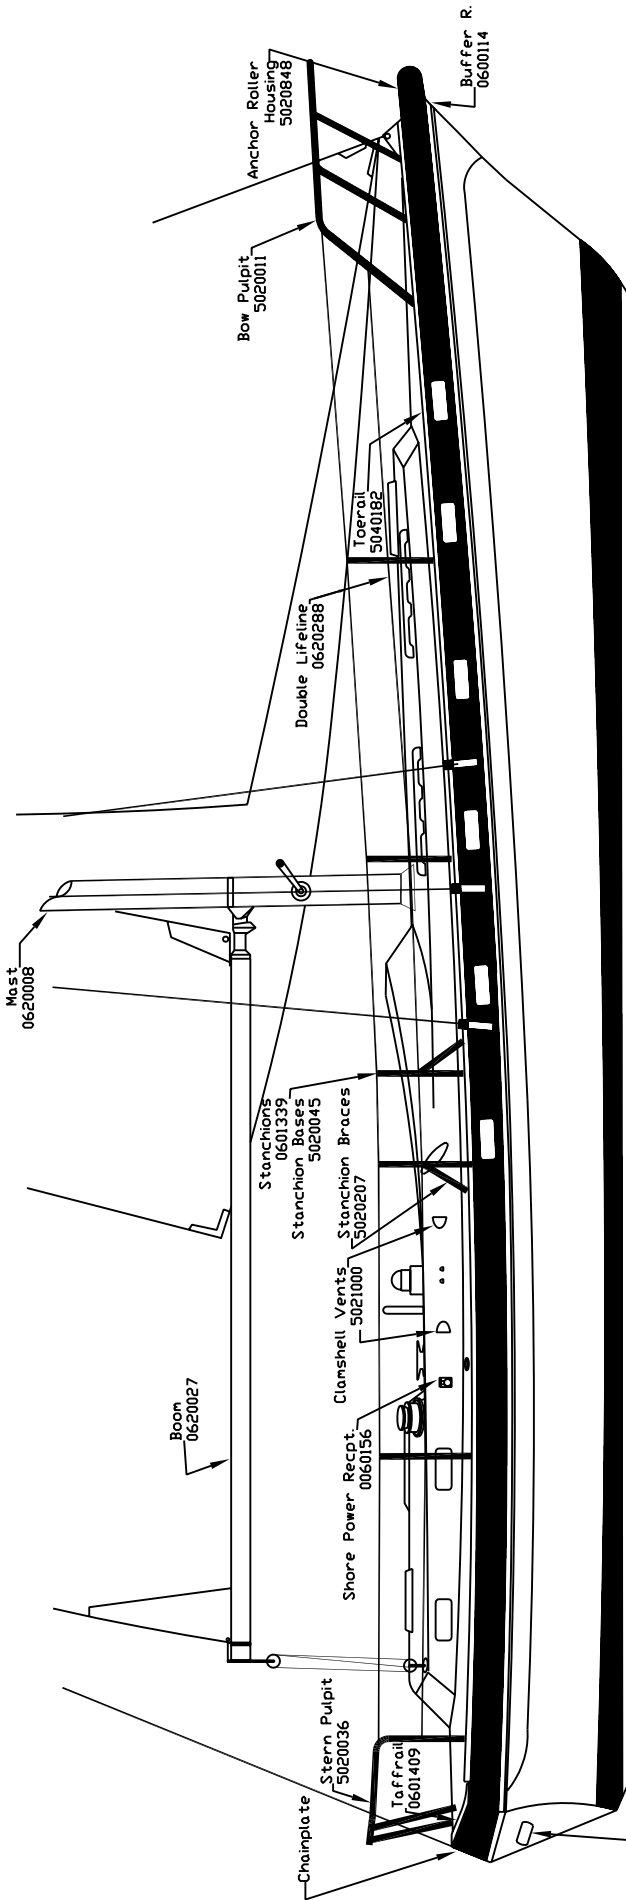 Mast
0620008
Boom
0620027
Chainplate
Stern Pulpit
5020036
Taffrail
0601409
Shore Power Recpt.
0060156
Clamshell Vents
5021000
Stanchion Braces
5020207
Stanchions
0601339
Stanchion Bases
5020045
Double Lifeline
0620288
Toerail
5040182
Bow Pulpit
5020011
Anchor Roller
Housing
5020848
Buffer R.
0600114